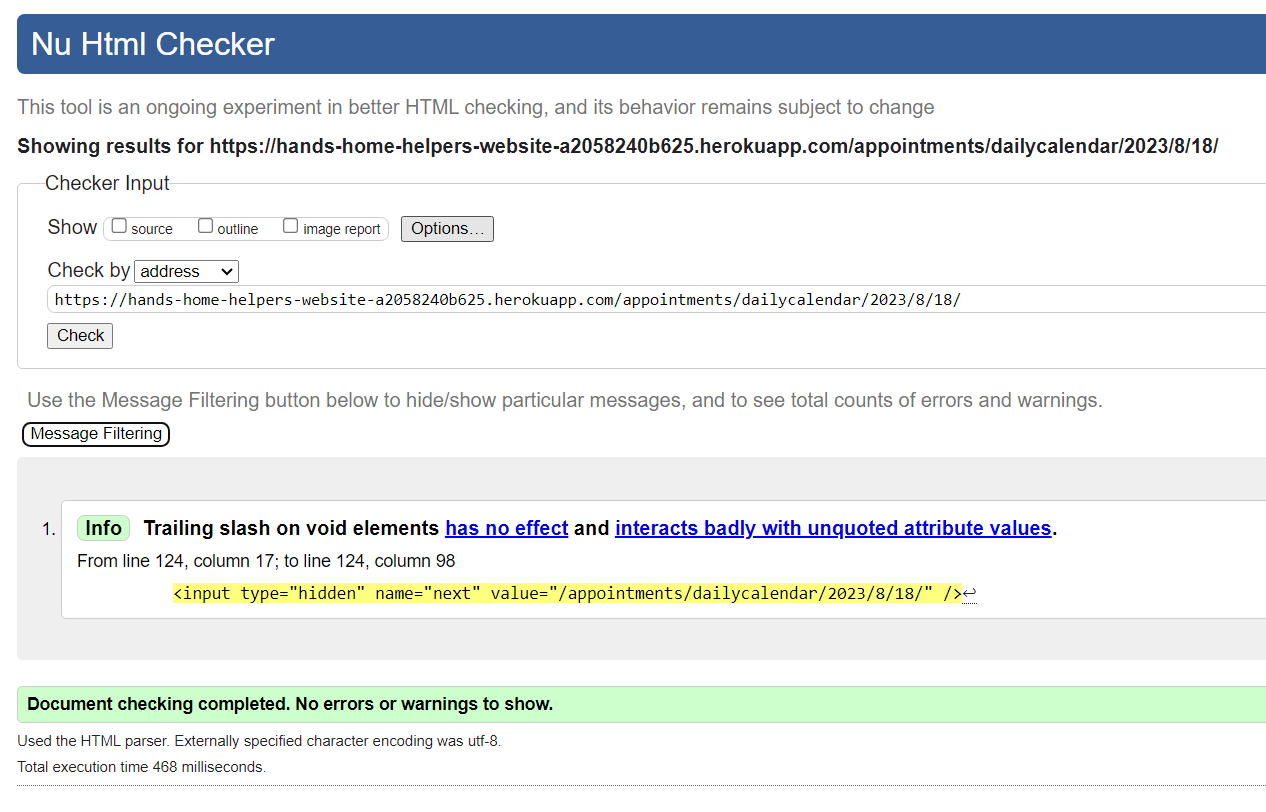 Nu Html Checker
This tool is an ongoing experiment in better HTML checking, and its behavior remains subject to change
Showing results for https://hands-home-helpers-website-a2058240b625.herokuapp.com/appointments/dailycalendar/2023/8/18/
Checker Input
Show source outline image report Options...
Check by address
https://hands-home-helpers-website-a2058240b625.herokuapp.com/appointments/dailycalendar/2023/8/18/
Check
Use the Message Filtering button below to hide/show particular messages, and to see total counts of errors and warnings.
Message Filtering
1. Info Trailing slash on void elements has no effect and interacts badly with unquoted attribute values.
From line 124, column 17; to line 124, column 98
<input type="hidden" name="next" value="/appointments/dailycalendar/2023/8/18/" />↩
Document checking completed. No errors or warnings to show.
Used the HTML parser. Externally specified character encoding was utf-8.
Total execution time 468 milliseconds.